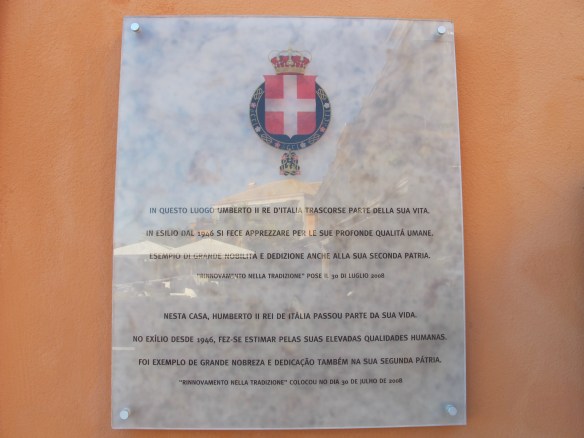 IN QUESTO LUOGO UMBERTO II RE D'ITALIA TRASCORSE PARTE DELLA SUA VITA.
IN ESILIO DAL 1946 SI FECE APPREZZARE PER LE SUE PROFONDE QUALITÀ UMANE.
ESEMPIO DI GRANDE NOBILITÀ E DEDIZIONE ANCHE ALLA SUA SECONDA PATRIA.
"RINNOVAMENTO NELLA TRADIZIONE" POSE IL 30 DI LUGLIO 2008
NESTA CASA, HUMBERTO II REI DE ITÁLIA PASSOU PARTE DA SUA VIDA.
NO EXÍLIO DESDE 1946, FEZ-SE ESTIMAR PELAS SUAS ELEVADAS QUALIDADES HUMANAS.
FOI EXEMPLO DE GRANDE NOBREZA E DEDICAÇÃO TAMBÉM NA SUA SEGUNDA PÁTRIA.
"RINNOVAMENTO NELLA TRADIZIONE" COLOCOU NO DIA 30 DE JULHO DE 2008